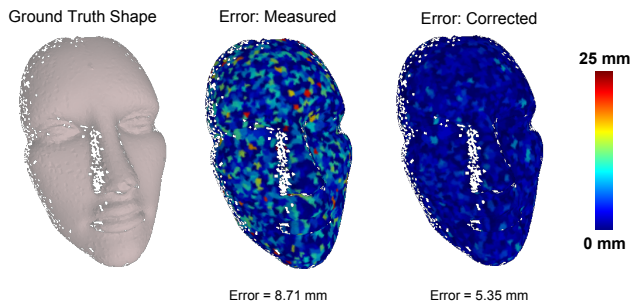 Ground Truth Shape
Error: Measured
Error: Corrected
25 mm
0 mm
Error = 8.71 mm
Error = 5.35 mm